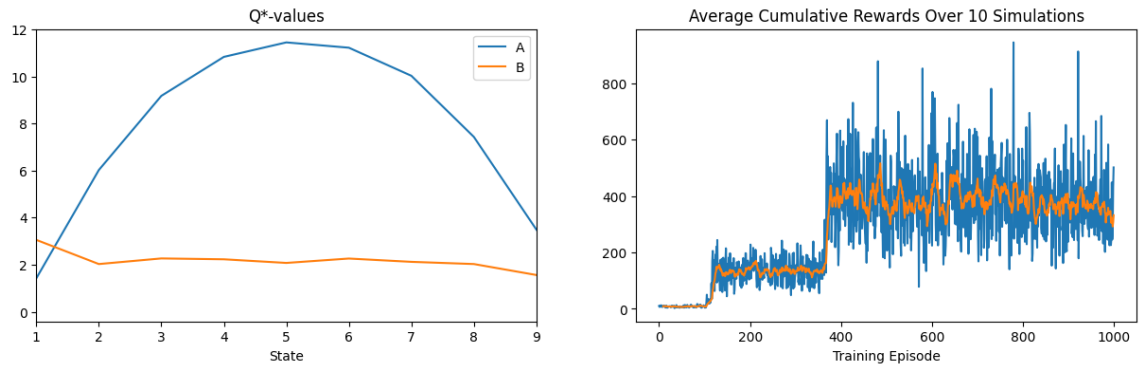 Q*-values
12
10
8
6
4
2
0
A
B
1 2 3 4 5 6 7 8 9
State
Average Cumulative Rewards Over 10 Simulations
800
600
400
200
0
0 200 400 600 800 1000
Training Episode